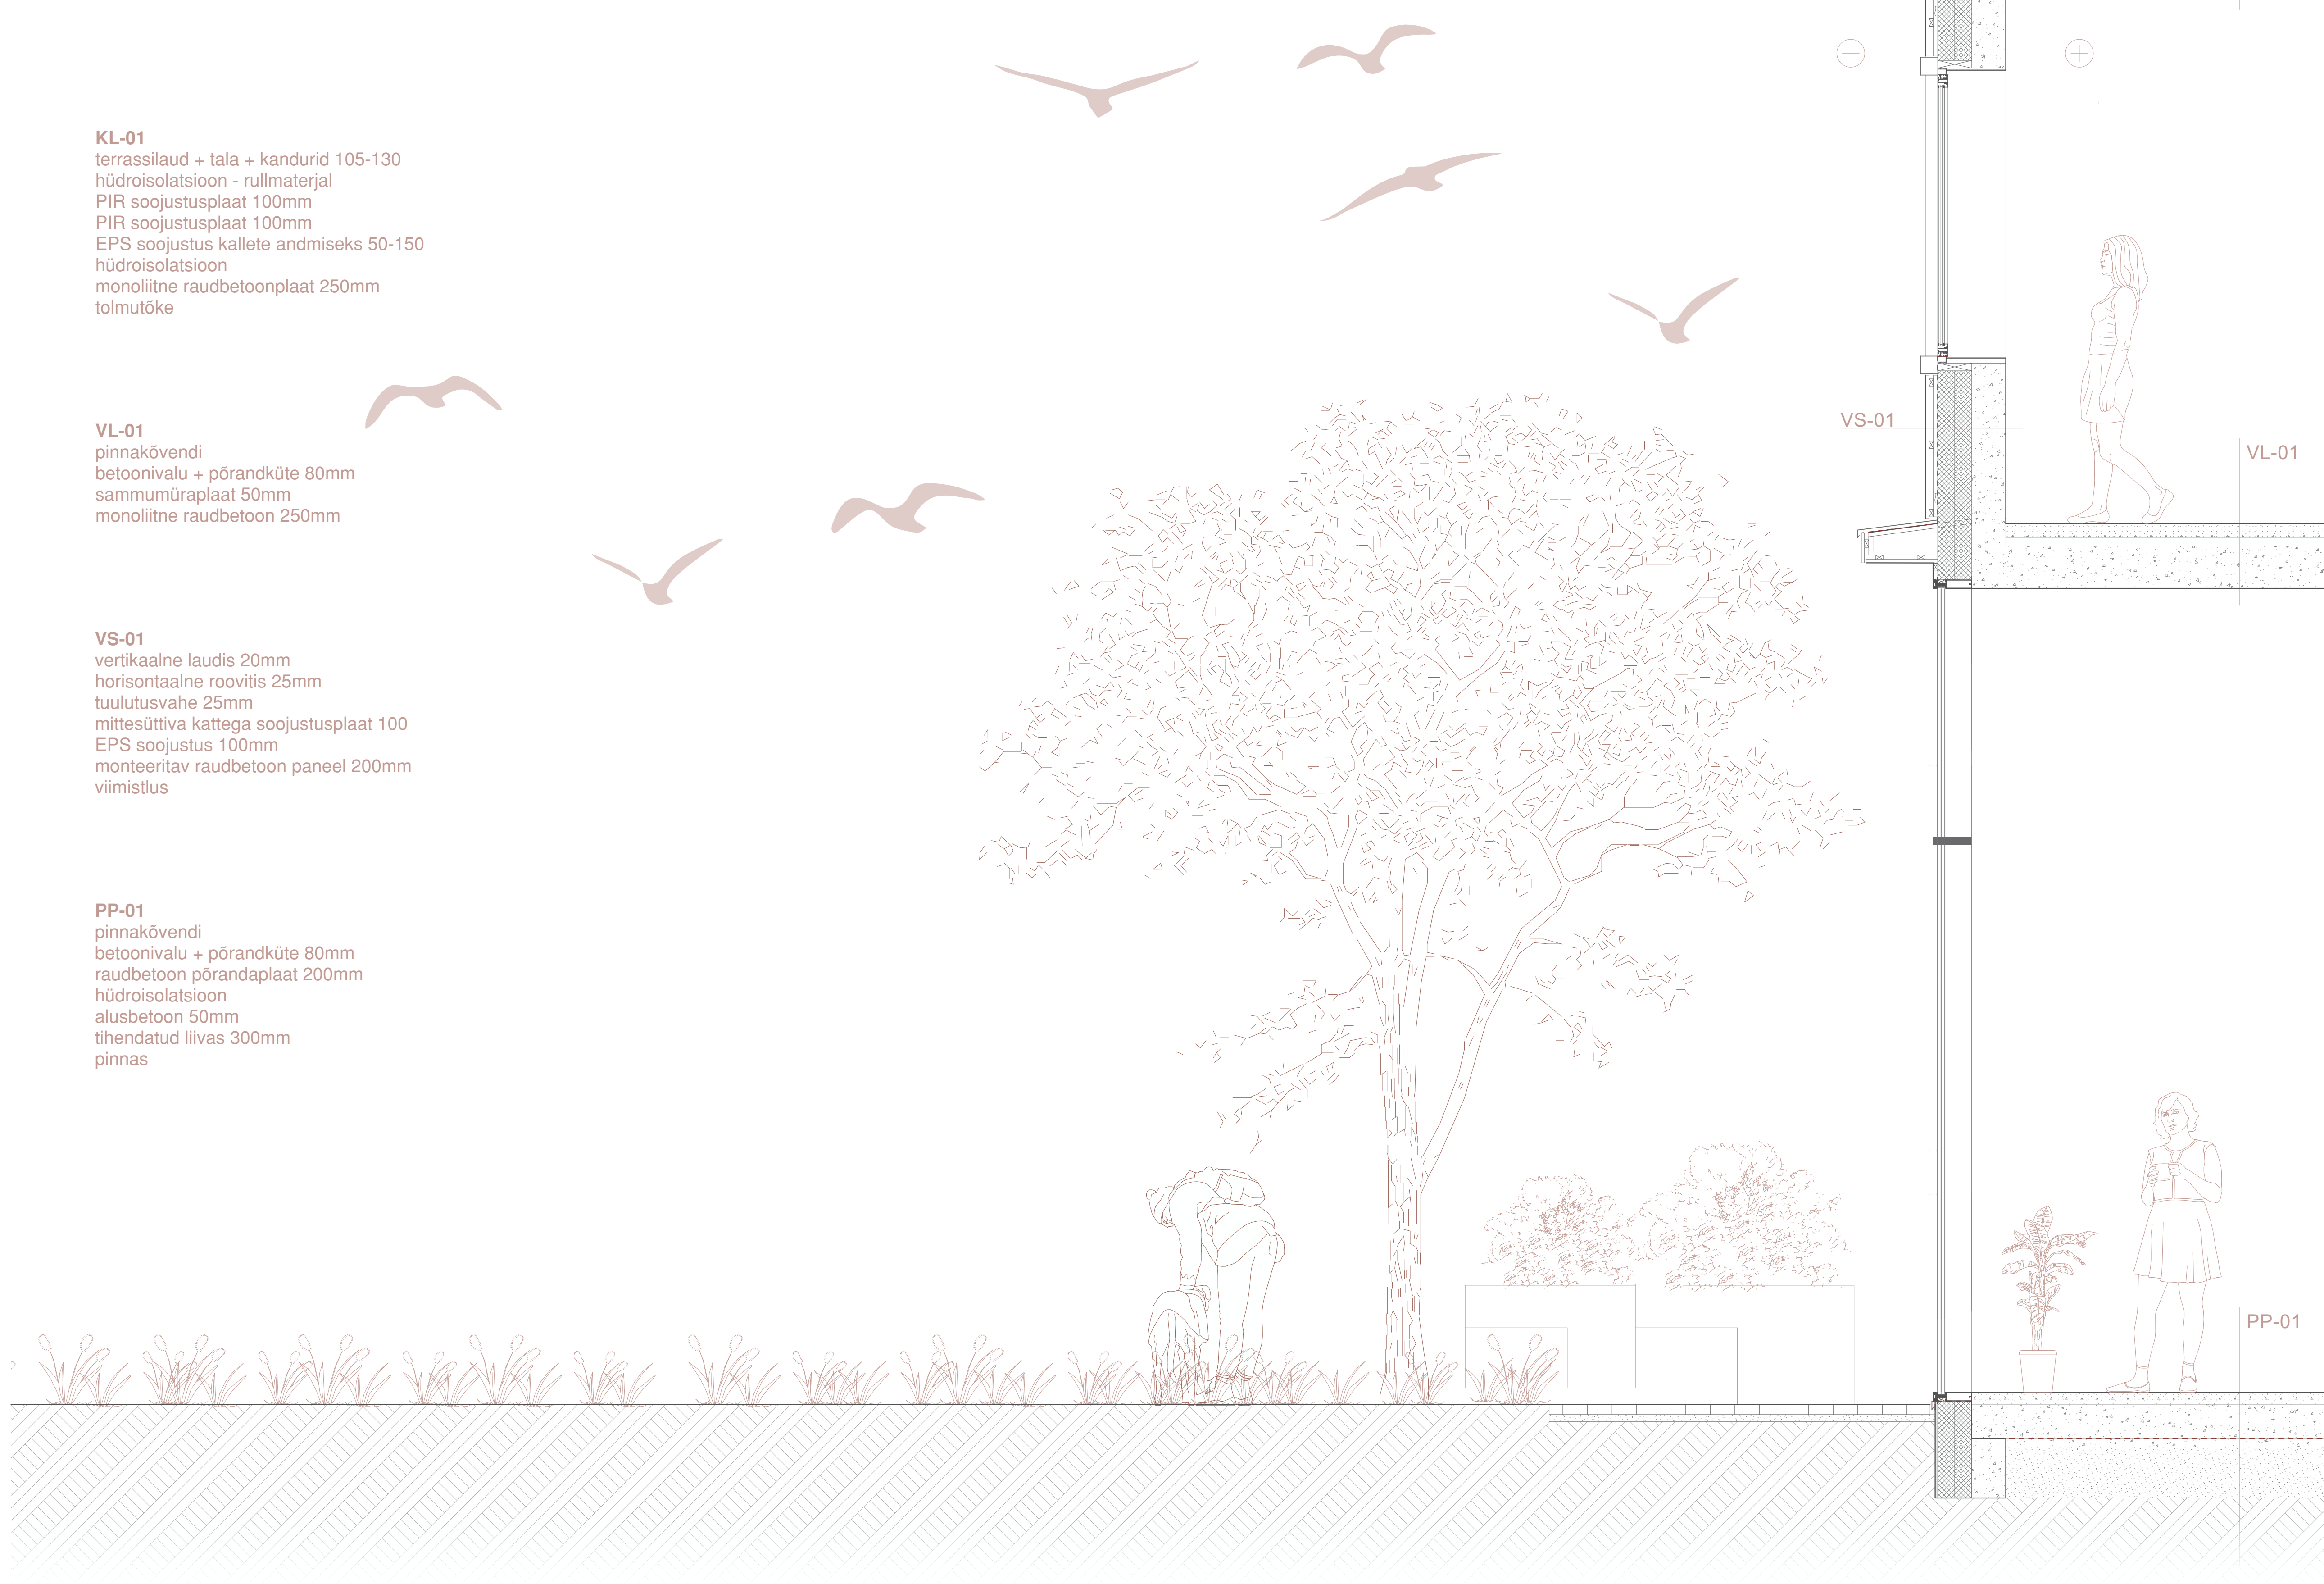 KL-01
terrassilaud + tala + kandurid 105-130
hüdroisolatsioon - rullmaterjal
PIR soojustusplaat 100mm
PIR soojustusplaat 100mm
EPS soojustus kallete andmiseks 50-150
hüdroisolatsioon
monoliitne raudbetoonplaat 250mm
tolmutõke
VL-01
pinnakõvendi
betoonivalu + põrandküte 80mm
sammumüraplaat 50mm
monoliitne raudbetoon 250mm
VS-01
vertikaalne laudis 20mm
horisontaalne roovitis 25mm
tuulutusvahe 25mm
mittesüttiva kattega soojustusplaat 100
EPS soojustus 100mm
monteeritav raudbetoon paneel 200mm
viimistlus
PP-01
pinnakõvendi
betoonivalu + põrandküte 80mm
raudbetoon põrandaplaat 200mm
hüdroisolatsioon
alusbetoon 50mm
tihendatud liivas 300mm
pinnas
VS-01
VL-01
PP-01